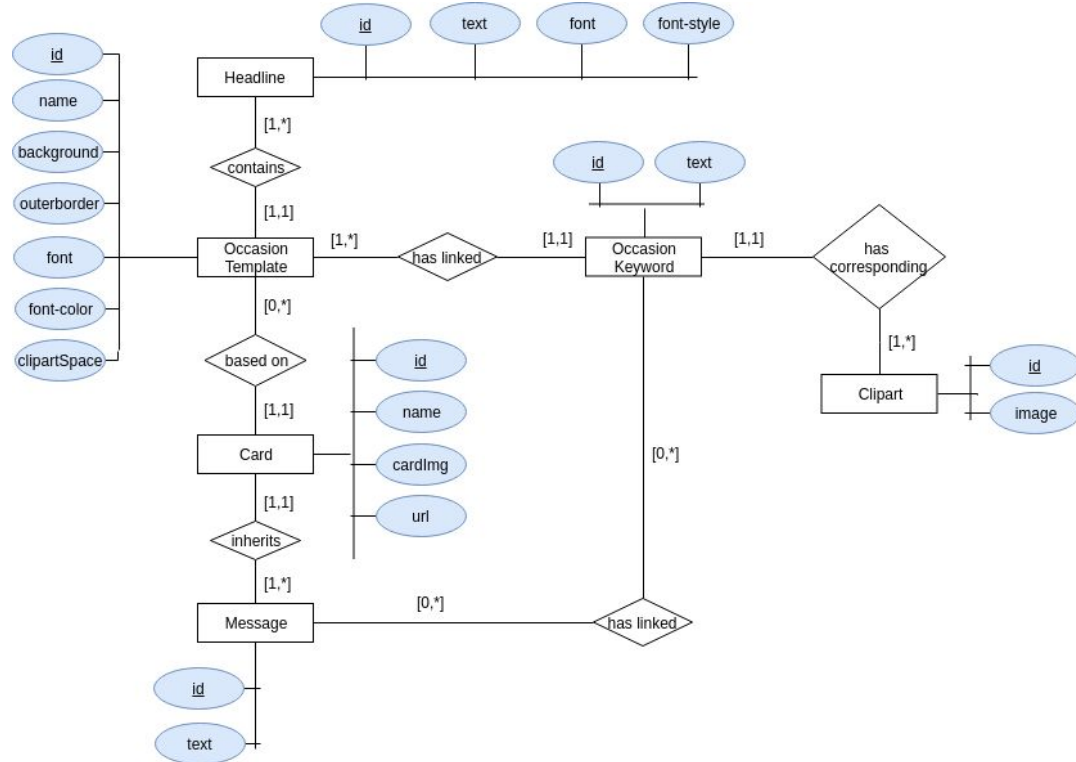 id
text
font
font-style
id
name
background
outerborder
font
font-color
clipartSpace
Headline
[1,*]
contains
[1,1]
Occasion
Template
[1,*]
has linked
[1,1]
id
text
Occasion
Keyword
[1,1]
has
corresponding
[1,*]
Clipart
id
image
[0,*]
based on
[1,1]
Card
id
name
cardImg
url
[1,1]
inherits
[1,*]
Message
[0,*]
has linked
[0,*]
id
text